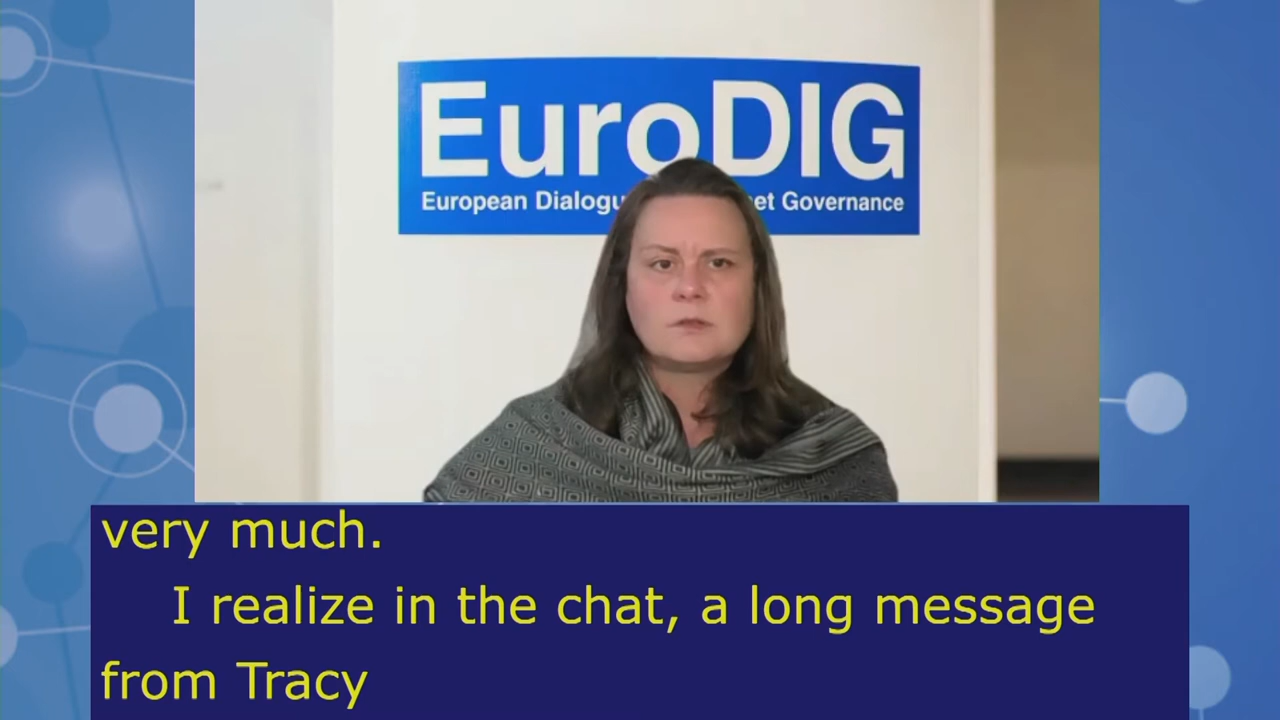 EuroDIG
European Dialogu et Governance
very much.
I realize in the chat, a long message
from Tracy